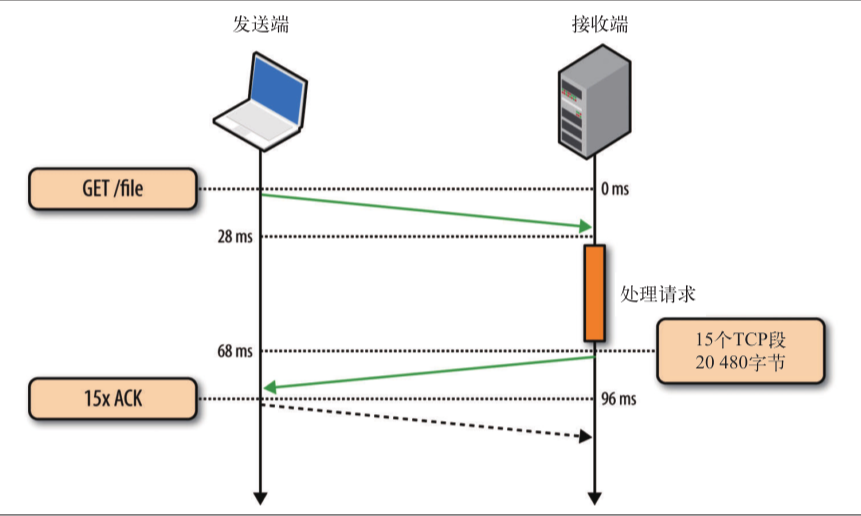 发送端
接收端
GET /file
0 ms
28 ms
处理请求
15个TCP段
20 480字节
68 ms
15x ACK
96 ms